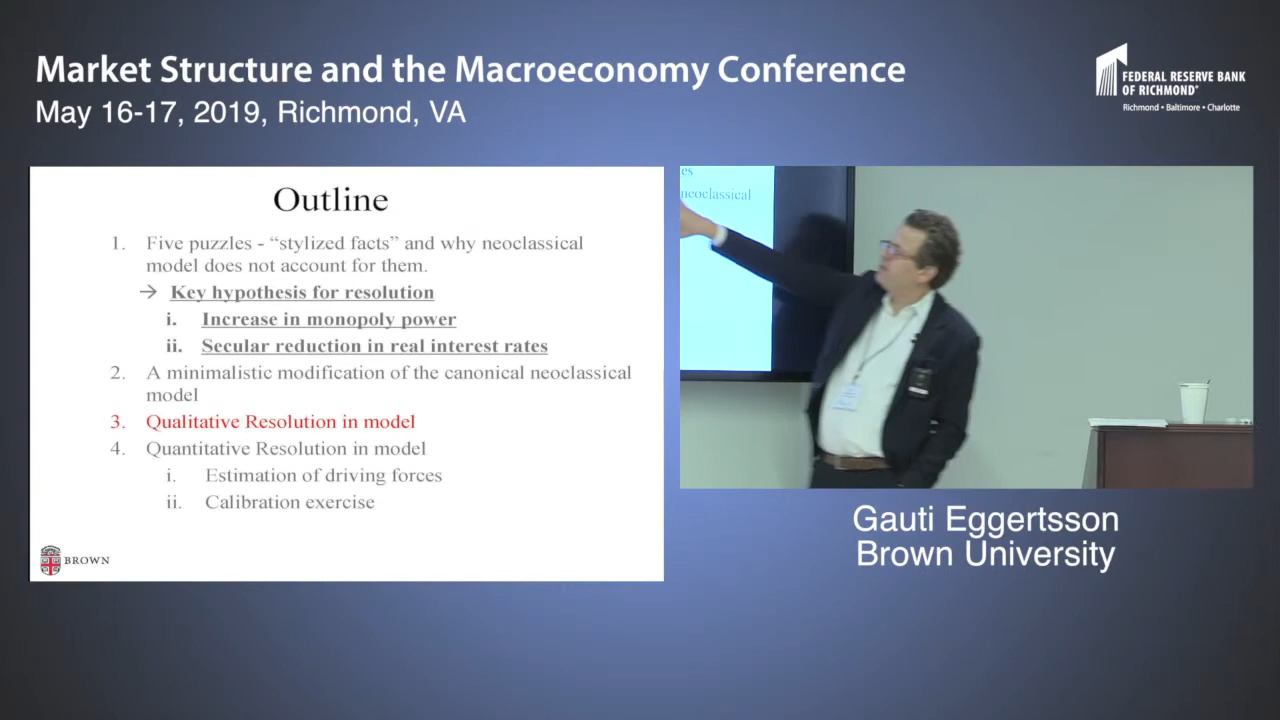 Market Structure and the Macroeconomy Conference
May 16-17, 2019, Richmond, VA
FEDERAL RESERVE BANK
OF RICHMOND®
Richmond • Baltimore • Charlotte
Outline
1. Five puzzles - “stylized facts” and why neoclassical
model does not account for them.
→ Key hypothesis for resolution
i. Increase in monopoly power
ii. Secular reduction in real interest rates
2. A minimalistic modification of the canonical neoclassical
model
3. Qualitative Resolution in model
4. Quantitative Resolution in model
i. Estimation of driving forces
ii. Calibration exercise
BROWN
es
neoclassical
Gauti Eggertsson
Brown University